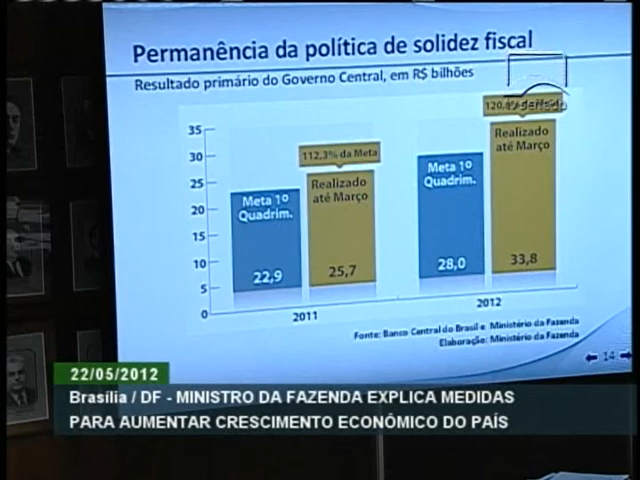 Permanência da política de solidez fiscal
Resultado primário do Governo Central, em R$ bilhões
35
30
25
20
15
10
5
0
112,3% da Meta
Meta 1º
Quadrim.
22,9
Realizado
até Março
25,7
Meta 1º
Quadrim.
28,0
Realizado
até Março
33,8
2011
2012
Fonte: Banco Central do Brasil e Ministério da Fazenda
Elaboração: Ministério da Fazenda
14
22/05/2012
Brasília / DF - MINISTRO DA FAZENDA EXPLICA MEDIDAS
PARA AUMENTAR CRESCIMENTO ECONÔMICO DO PAÍS